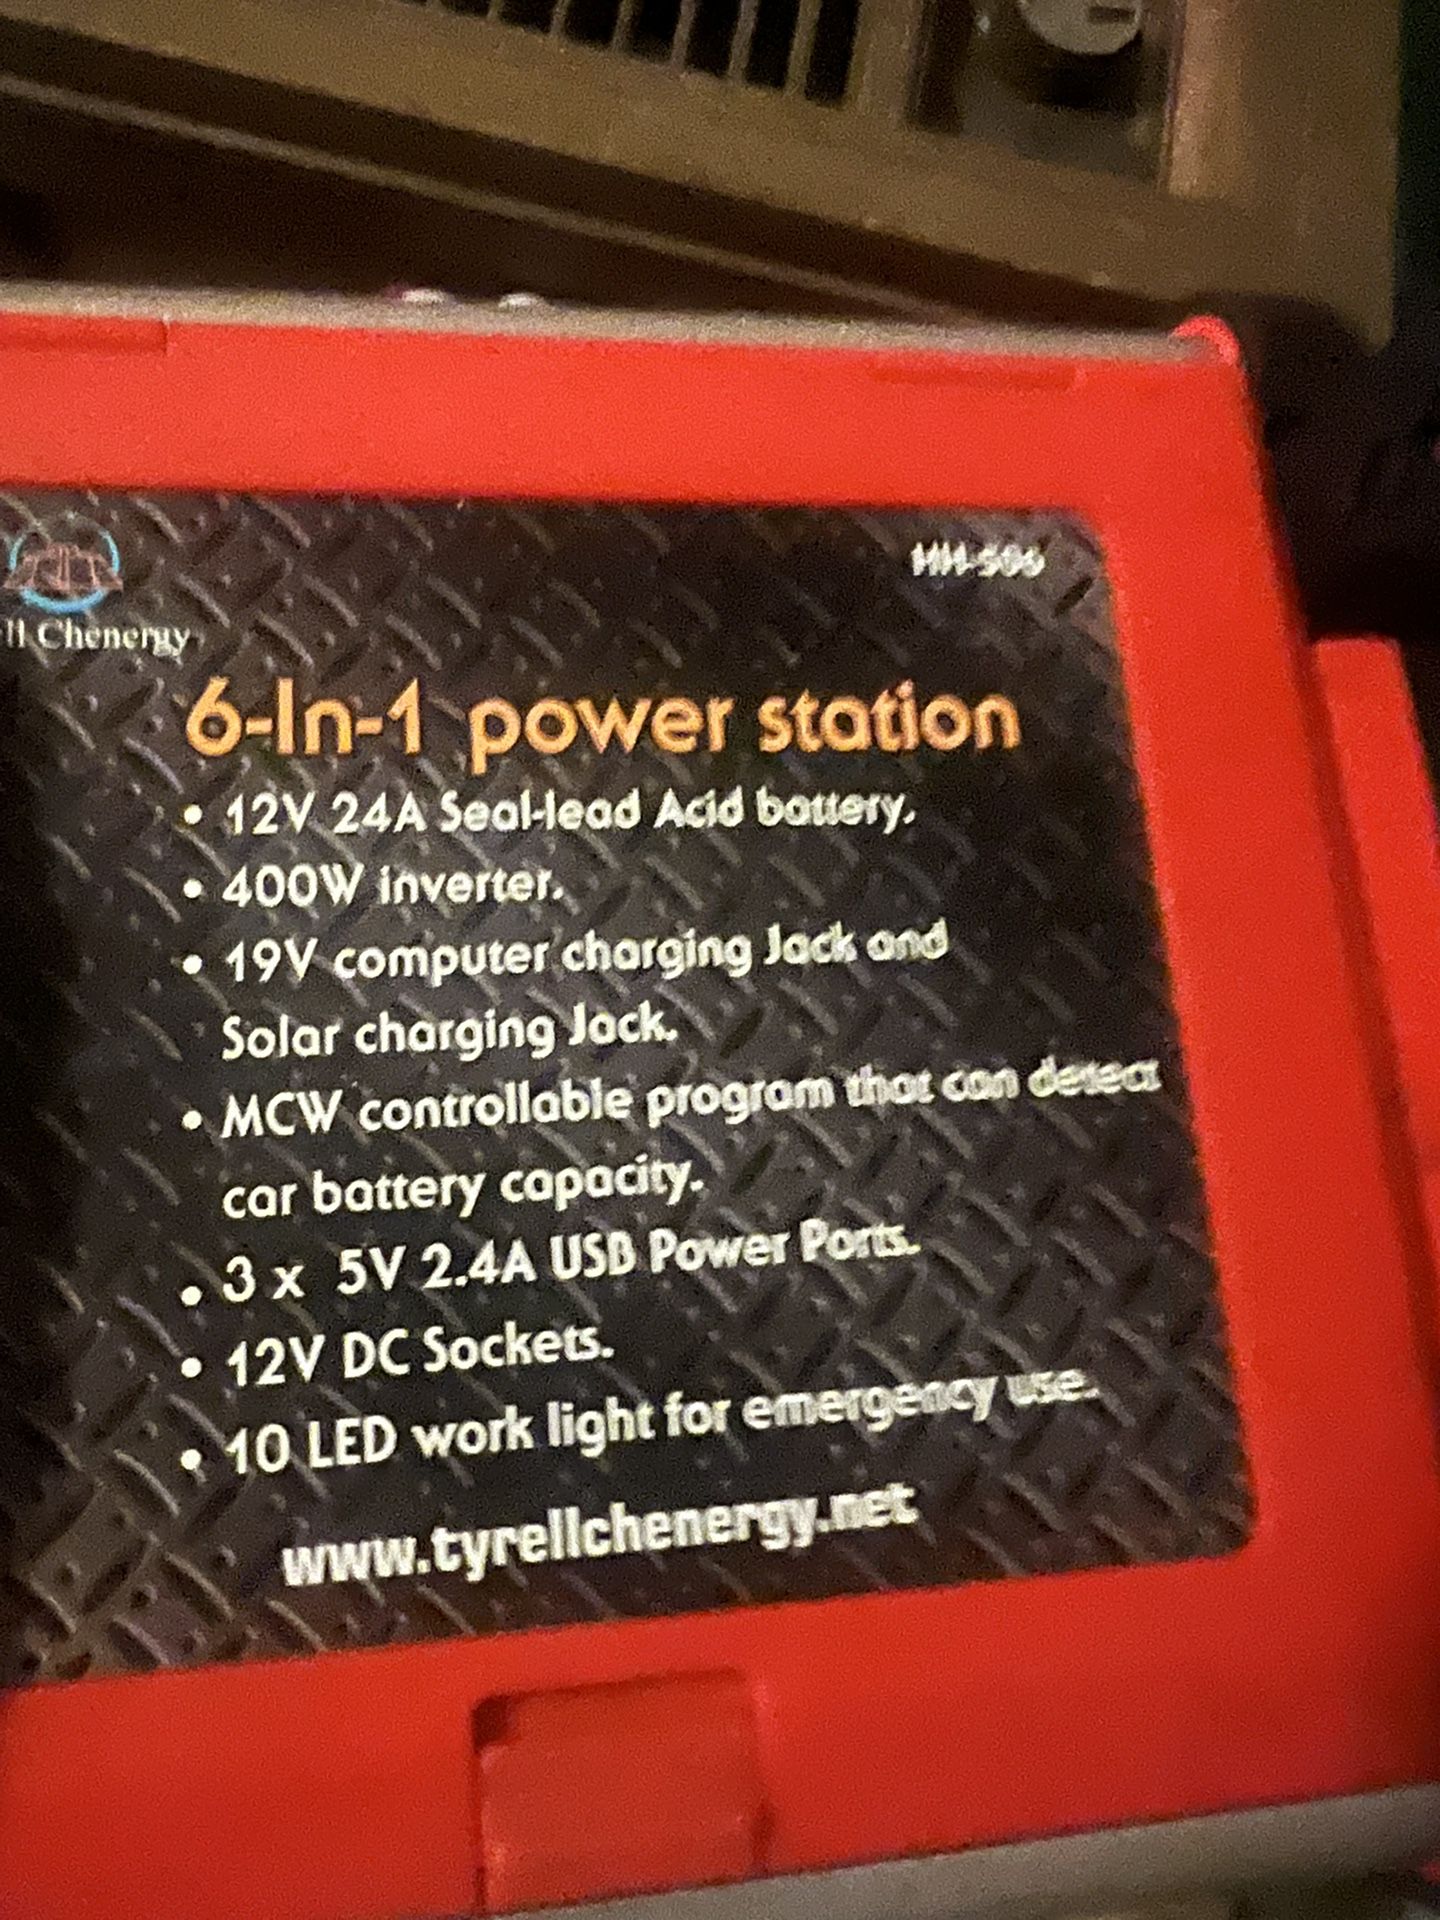 HH-506
ll Chenergy
6-In-1 power station
• 12V 24A Seal-lead Acid battery.
• 400W inverter.
• 19V computer charging Jack and
Solar charging Jack.
• MCW controllable program that can detect
car battery capacity.
• 3 x 5V 2.4A USB Power Ports.
• 12V DC Sockets.
• 10 LED work light for emergency use.
www.tyrellchenergy.net